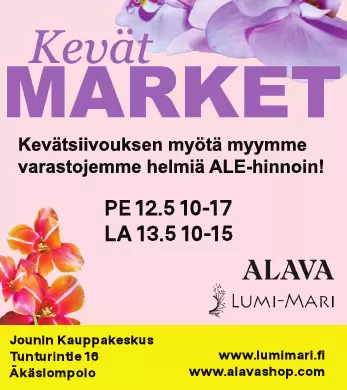 Kevät
MARKET
Kevätsiivouksen myötä myymme
varastojemme helmiä ALE-hinnoin!
PE 12.5 10-17
LA 13.5 10-15
ALAVA
LUMI-MARI
Jounin Kauppakeskus
Tunturintie 16
Äkäslompolo
www.lumimari.fi
www.alavashop.com